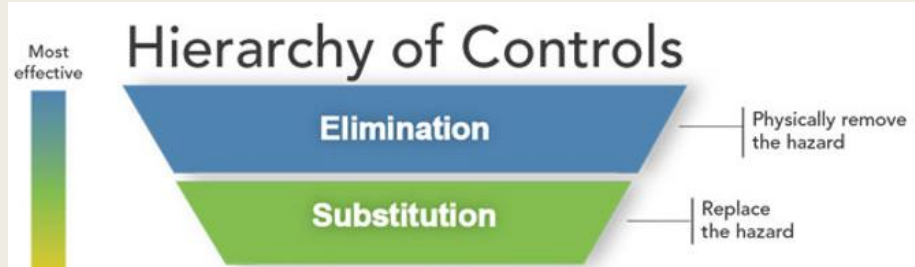 Hierarchy of Controls
Most
effective
Elimination
Physically remove
the hazard
Substitution
Replace
the hazard